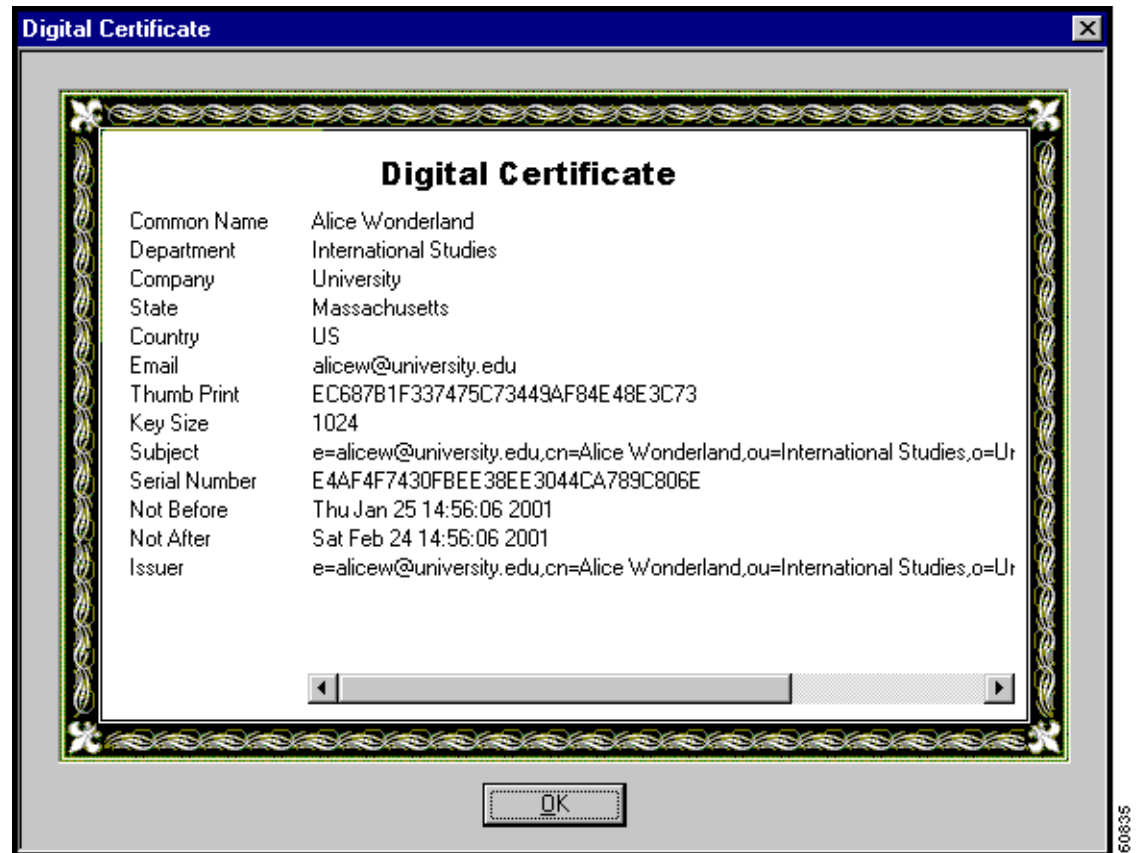 Digital Certificate
Digital Certificate
Common Name Alice Wonderland
Department International Studies
Company University
State Massachusetts
Country US
Email alicew@university.edu
Thumb Print EC687B1F337475C73449AF84E48E3C73
Key Size 1024
Subject e=alicew@university.edu,cn=Alice Wonderland,ou=International Studies,o=Ur
Serial Number E4AF4F7430FBEE38EE3044CA789C806E
Not Before Thu Jan 25 14:56:06 2001
Not After Sat Feb 24 14:56:06 2001
Issuer e=alicew@university.edu,cn=Alice Wonderland,ou=International Studies,o=Ur
OK
60835